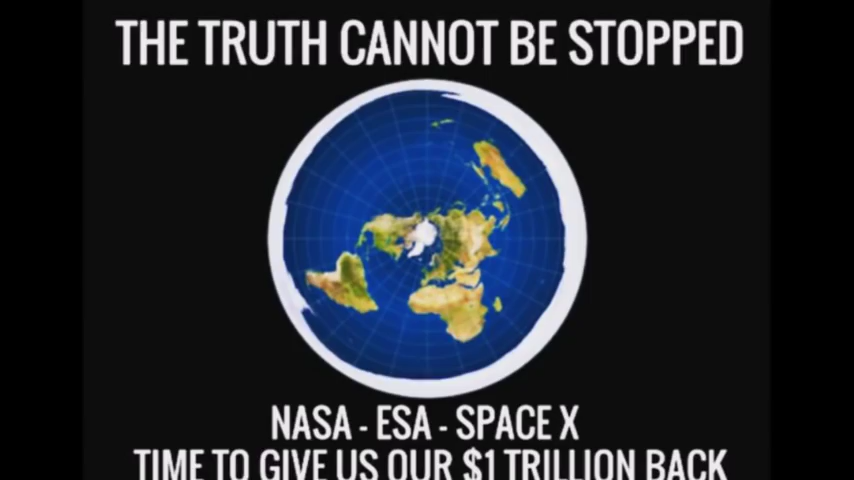 THE TRUTH CANNOT BE STOPPED
NASA - ESA - SPACE X
TIME TO GIVE US OUR $1 TRILLION BACK